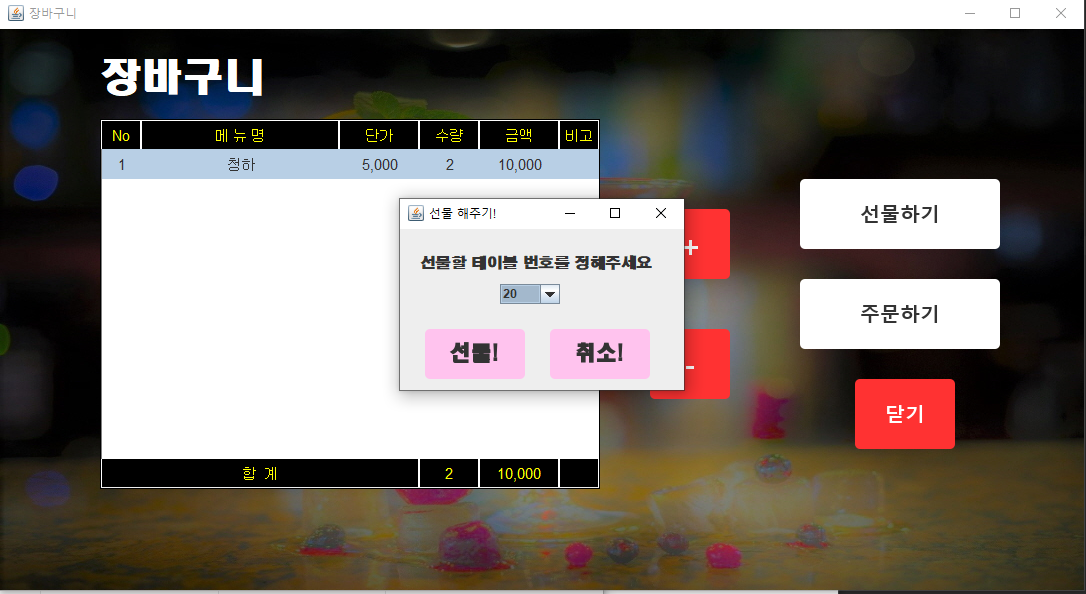 장바구니
장바구니
No 메 뉴 명 단가 수량 금액 비고
1 청하 5,000 2 10,000
합 계 2 10,000
선물 해주기!
선물할 테이블 번호를 정해주세요
20
선물!
취소!
+
-
선물하기
주문하기
닫기